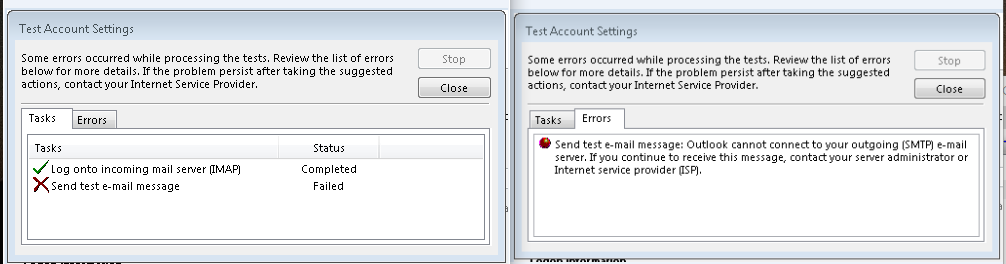 Test Account Settings
Some errors occurred while processing the tests. Review the list of errors
below for more details. If the problem persist after taking the suggested
actions, contact your Internet Service Provider.
Stop
Close
Tasks
Errors
Tasks
Status
Log onto incoming mail server (IMAP)
Completed
Send test e-mail message
Failed
Test Account Settings
Some errors occurred while processing the tests. Review the list of errors
below for more details. If the problem persist after taking the suggested
actions, contact your Internet Service Provider.
Stop
Close
Tasks
Errors
Send test e-mail message: Outlook cannot connect to your outgoing (SMTP) e-mail
server. If you continue to receive this message, contact your server administrator or
Internet service provider (ISP).
Logon Information